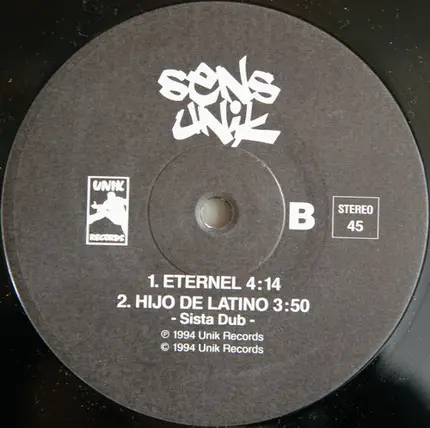 SENS
UNIK
UNIK
RECORDS
B
STEREO
45
1. ETERNEL 4:14
2. HIJO DE LATINO 3:50
- Sista Dub -
℗ 1994 Unik Records
© 1994 Unik Records